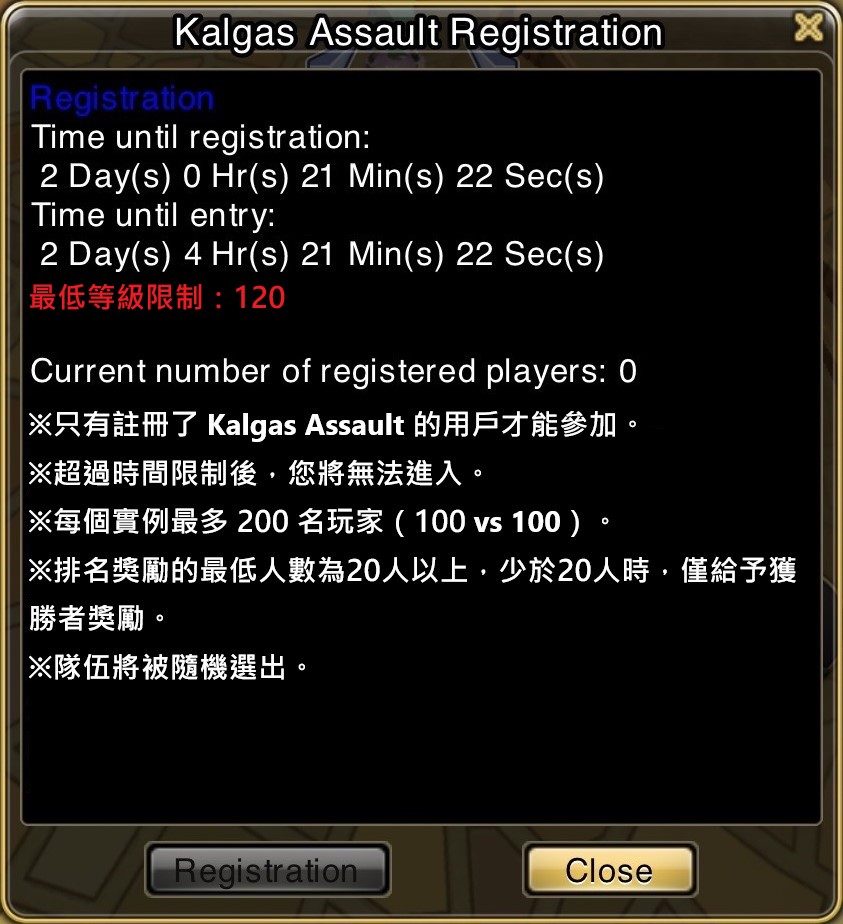 Kalgas Assault Registration
Registration
Time until registration:
2 Day(s) 0 Hr(s) 21 Min(s) 22 Sec(s)
Time until entry:
2 Day(s) 4 Hr(s) 21 Min(s) 22 Sec(s)
最低等級限制：120
Current number of registered players: 0
※只有註冊了 Kalgas Assault 的用戶才能參加。
※超過時間限制後，您將無法進入。
※每個實例最多 200 名玩家（100 vs 100）。
※排名獎勵的最低人數為20人以上，少於20人時，僅給予獲
勝者獎勵。
※隊伍將被隨機選出。
Registration
Close